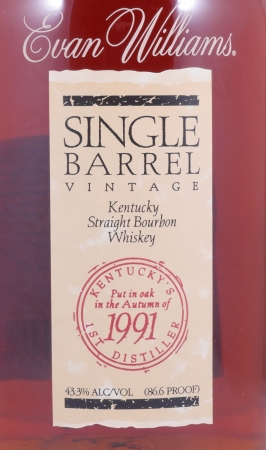 Evan Williams.
SINGLE
BARREL
VINTAGE
Kentucky
Straight Bourbon
Whiskey
KENTUCKY'S
Put in oak
in the Autumn of
1991
1ST DISTILLER
43.3% ALC/VOL (86.6 PROOF)